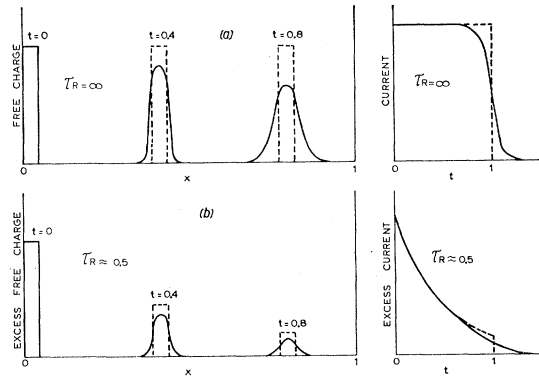 t=0
t=0,4
(a)
t=0,8
FREE CHARGE
τR=∞
0
x
1
CURRENT
τR=∞
0
t
1
(b)
t=0
EXCESS FREE CHARGE
τR≈0.5
t=0,4
t=0.8
0
x
1
EXCESS FREE CURRENT
τR≈0.5
0
t
1